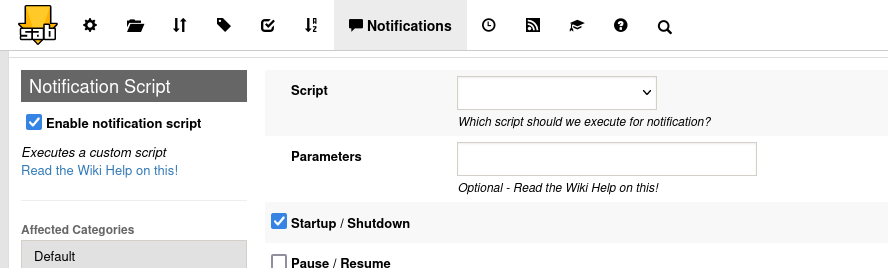 sab
Notifications
Notification Script
Enable notification script
Executes a custom script
Read the Wiki Help on this!
Affected Categories
Default
Script
Which script should we execute for notification?
Parameters
Optional - Read the Wiki Help on this!
Startup / Shutdown
Pause / Resume